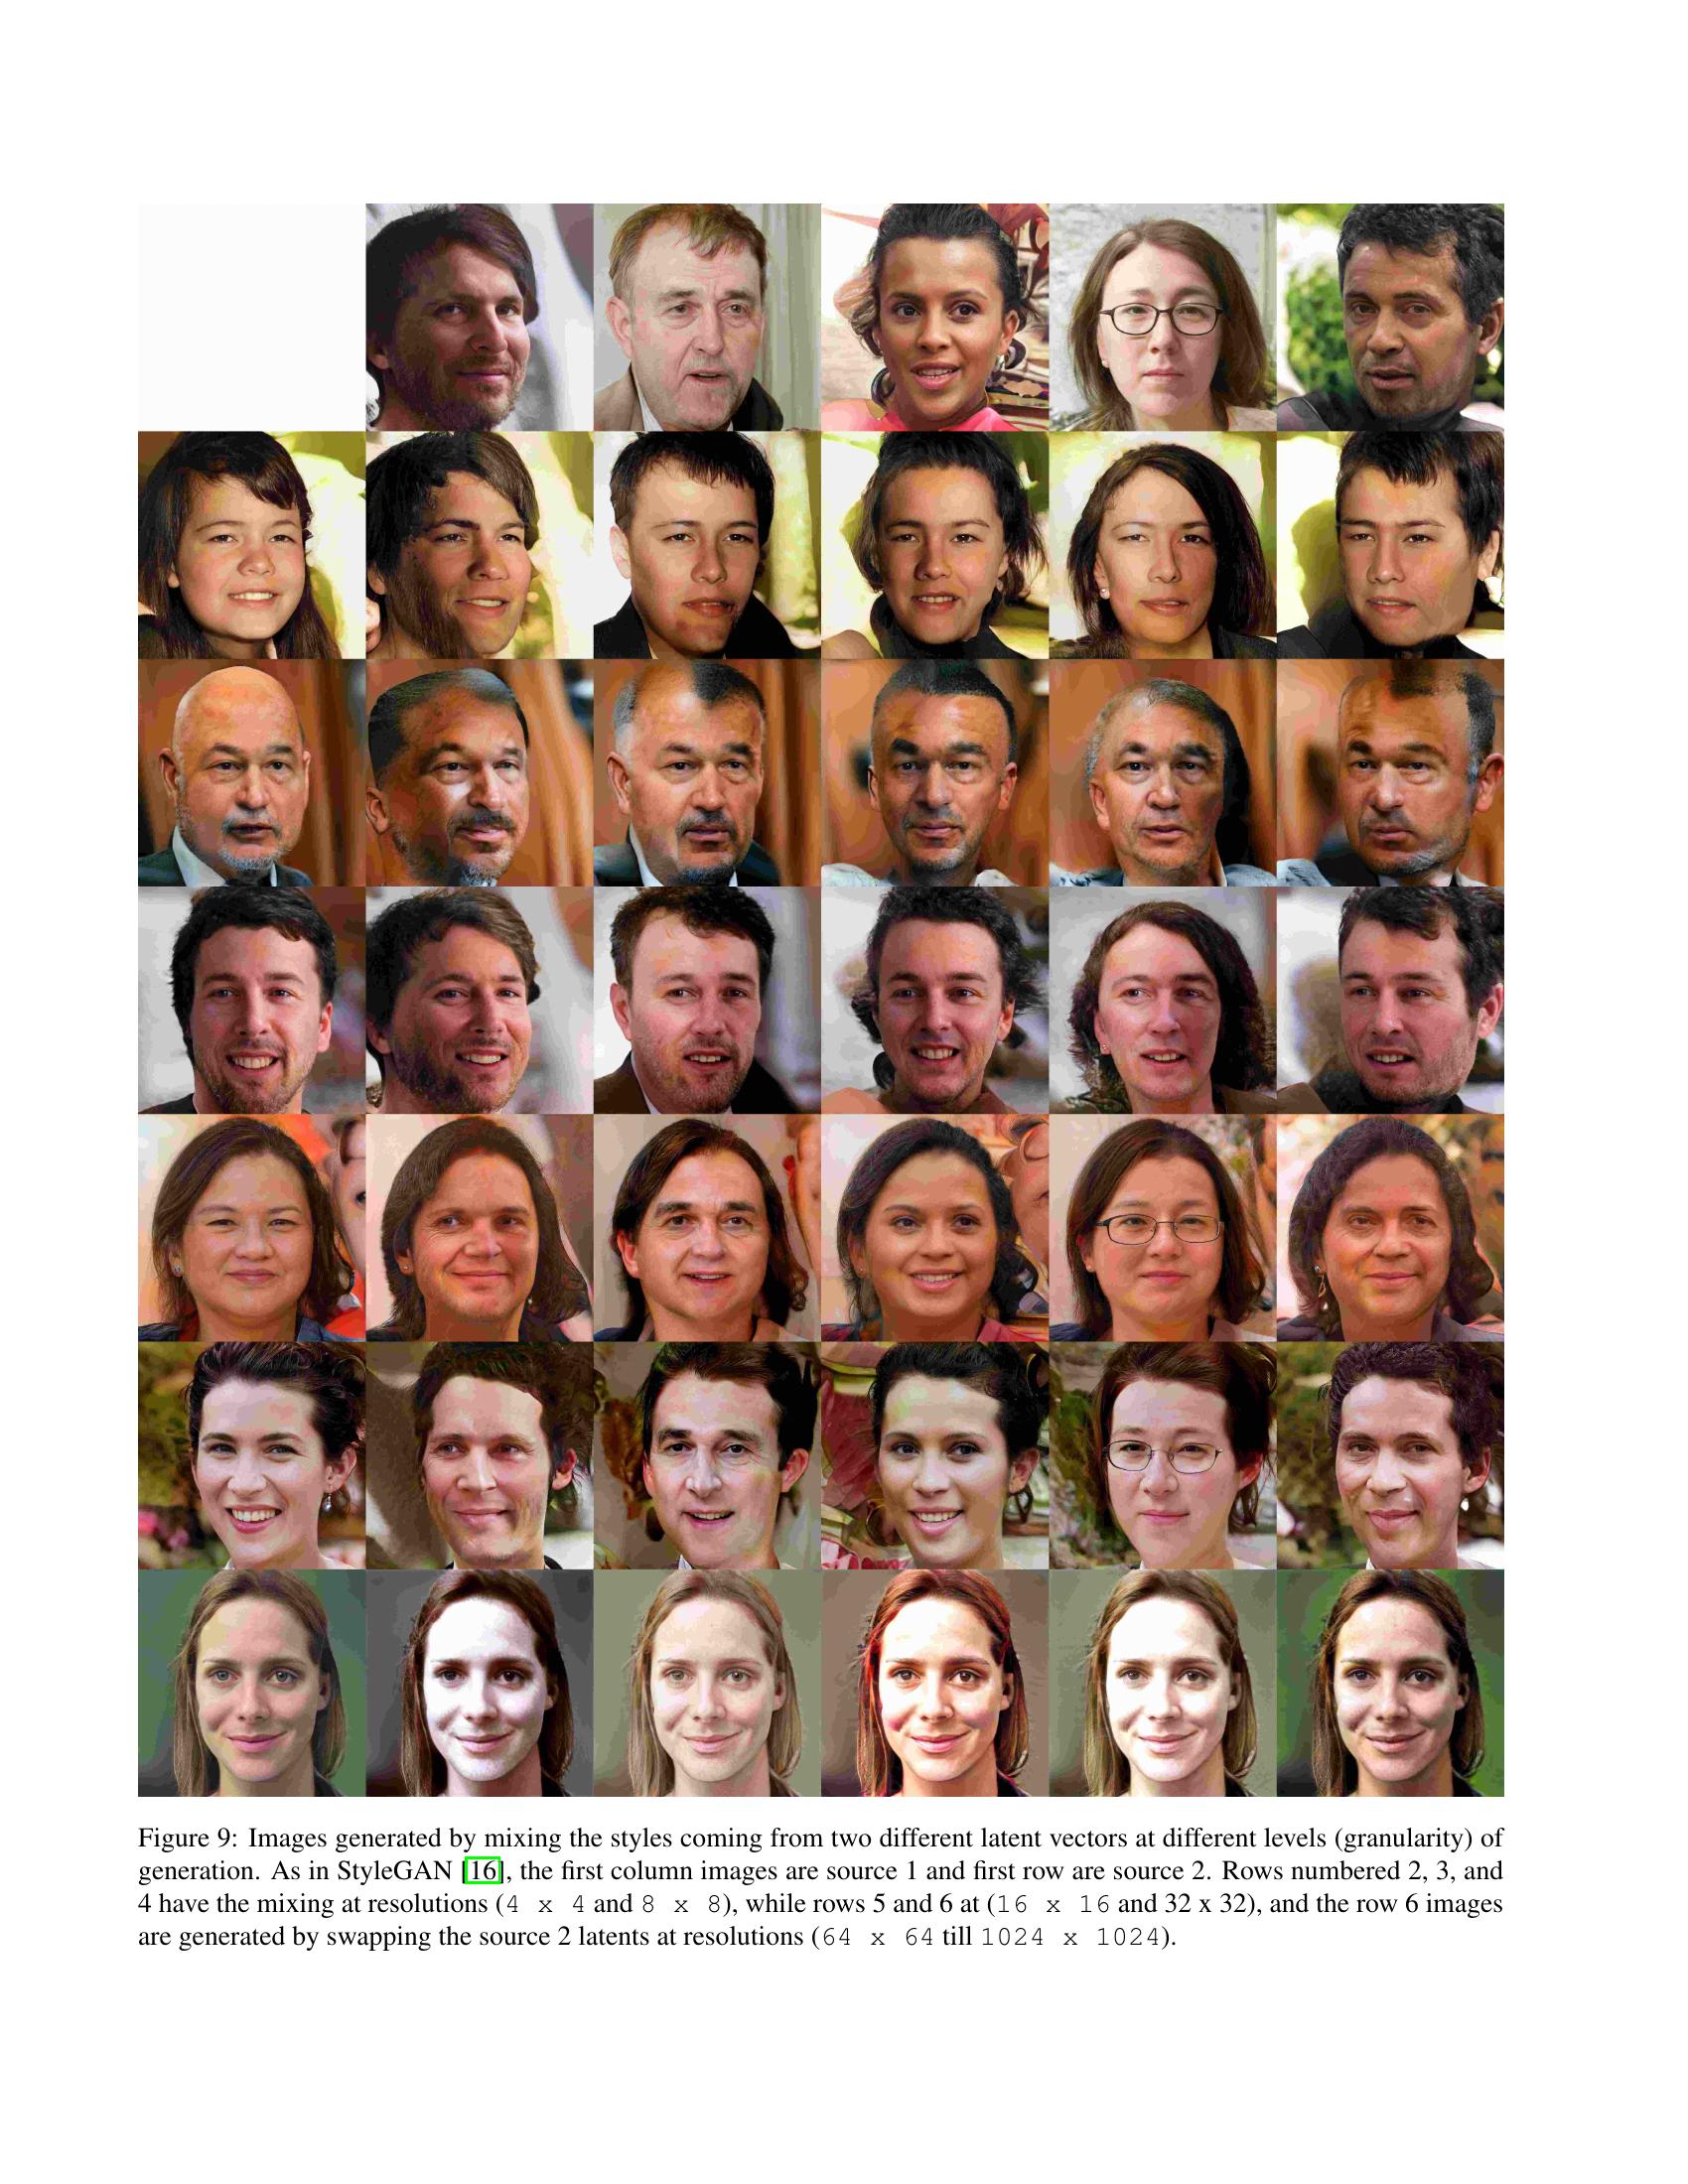 Figure 9: Images generated by mixing the styles coming from two different latent vectors at different levels (granularity) of
generation. As in StyleGAN [16], the first column images are source 1 and first row are source 2. Rows numbered 2, 3, and
4 have the mixing at resolutions (4 x 4 and 8 x 8), while rows 5 and 6 at (16 x 16 and 32 x 32), and the row 6 images
are generated by swapping the source 2 latents at resolutions (64 x 64 till 1024 x 1024).